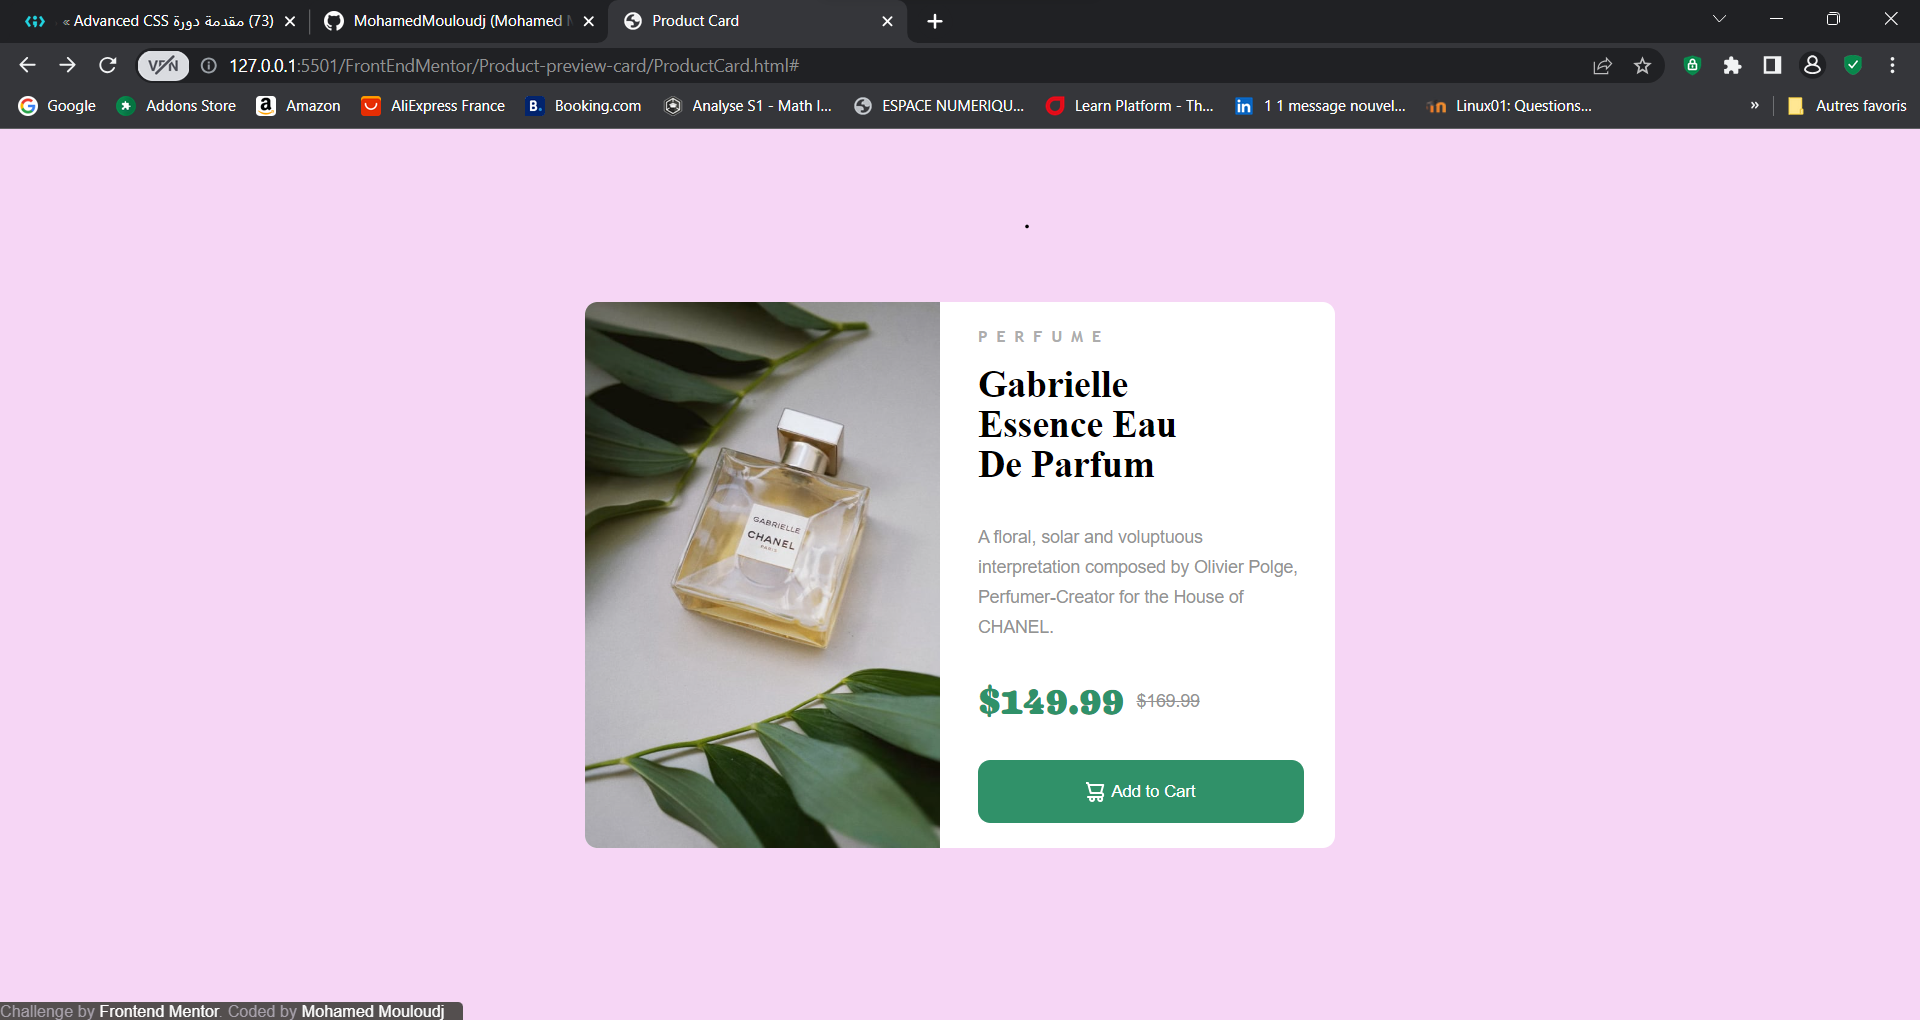 « Advanced CSS مقدمة دورة (73)
MohamedMouloudj (Mohamed
Product Card
VPN
127.0.0.1:5501/FrontEndMentor/Product-preview-card/ProductCard.html#
Google
Addons Store
Amazon
AliExpress France
B. Booking.com
Analyse S1 - Math I...
ESPACE NUMERIQU...
Learn Platform - Th...
in 1 1 message nouvel...
Linux01: Questions...
»
Autres favoris
.
PERFUME
Gabrielle
Essence Eau
De Parfum
GABRIELLE
CHANEL
PARIS
A floral, solar and voluptuous
interpretation composed by Olivier Polge,
Perfumer-Creator for the House of
CHANEL.
$149.99 $169.99
Add to Cart
Challenge by Frontend Mentor. Coded by Mohamed Mouloudj